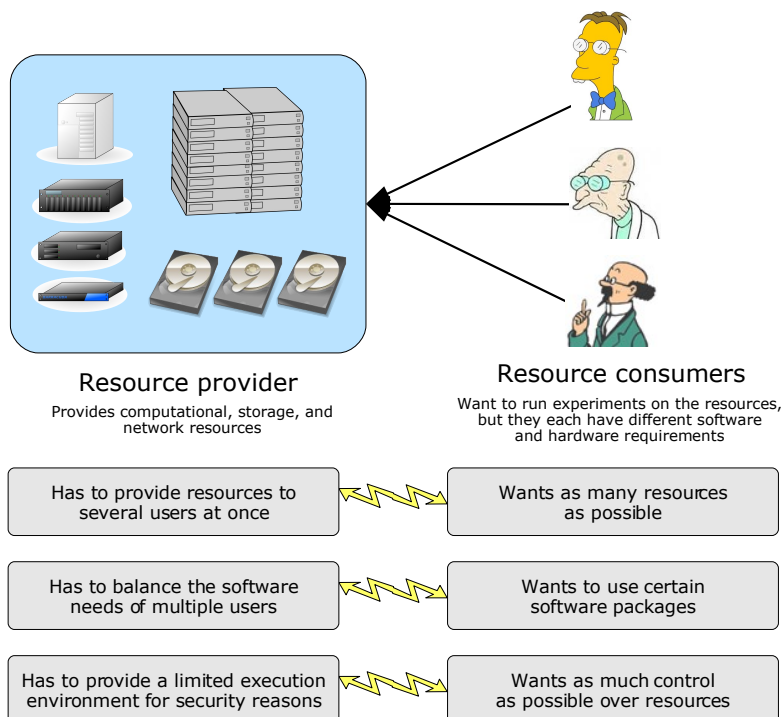 Resource provider
Provides computational, storage, and
network resources
Resource consumers
Want to run experiments on the resources,
but they each have different software
and hardware requirements
Has to provide resources to
several users at once
Wants as many resources
as possible
Has to balance the software
needs of multiple users
Wants to use certain
software packages
Has to provide a limited execution
environment for security reasons
Wants as much control
as possible over resources